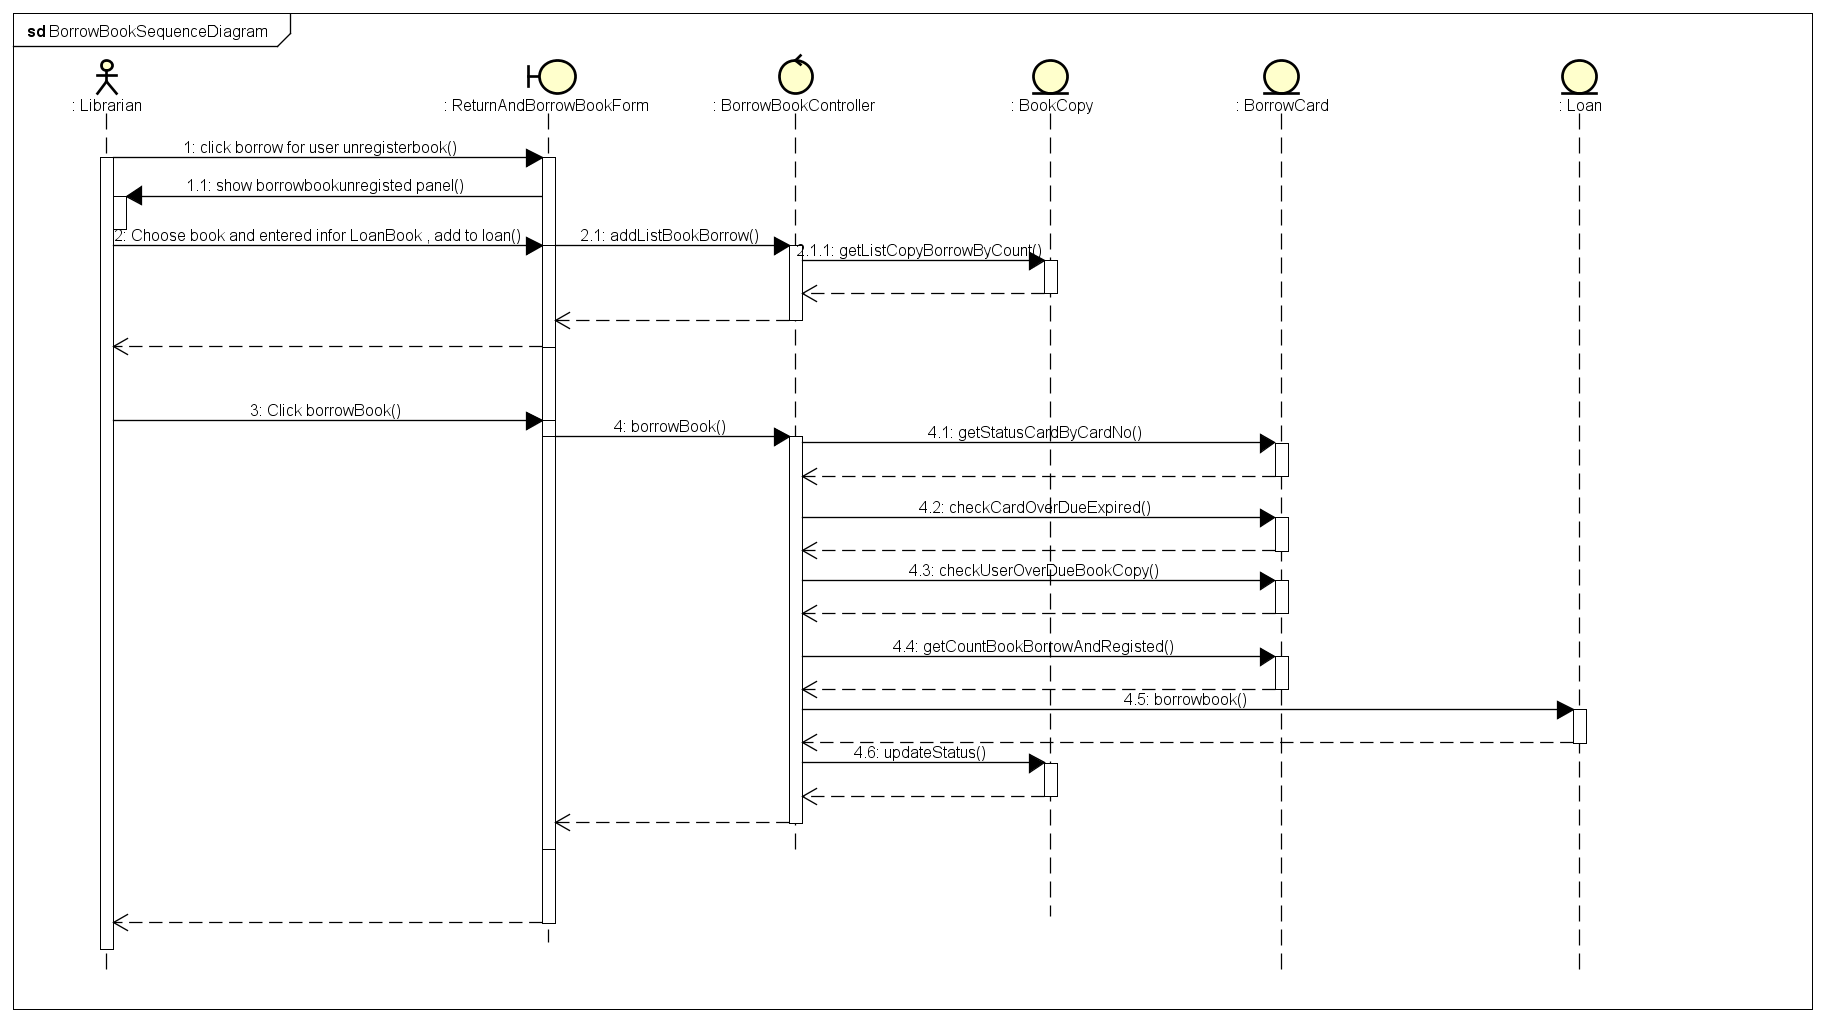 sd BorrowBookSequenceDiagram
: Librarian
: ReturnAndBorrowBookForm
: BorrowBookController
: BookCopy
: BorrowCard
: Loan
1: click borrow for user unregisterbook()
1.1: show borrowbookunregisted panel()
2: Choose book and entered infor LoanBook , add to loan()
2.1: addListBookBorrow()
2.1.1: getListCopyBorrowByCount()
3: Click borrowBook()
4: borrowBook()
4.1: getStatusCardByCardNo()
4.2: checkCardOverDueExpired()
4.3: checkUserOverDueBookCopy()
4.4: getCountBookBorrowAndRegisted()
4.5: borrowbook()
4.6: updateStatus()